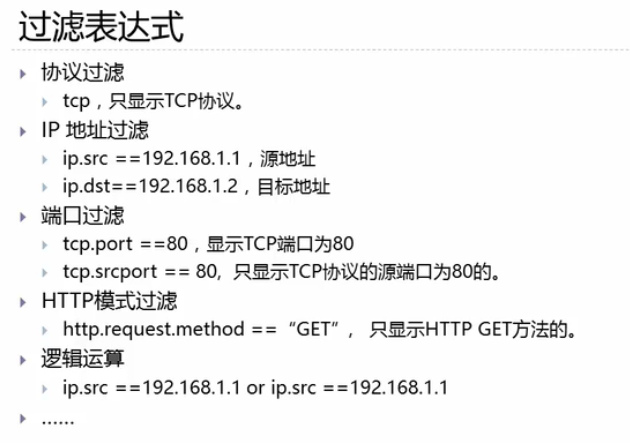 过滤表达式
协议过滤
tcp，只显示TCP协议。
IP 地址过滤
ip.src ==192.168.1.1，源地址
ip.dst==192.168.1.2，目标地址
端口过滤
tcp.port ==80，显示TCP端口为80
tcp.srcport == 80, 只显示TCP协议的源端口为80的。
HTTP模式过滤
http.request.method ==“GET”， 只显示HTTP GET方法的。
逻辑运算
ip.src ==192.168.1.1 or ip.src ==192.168.1.1
……